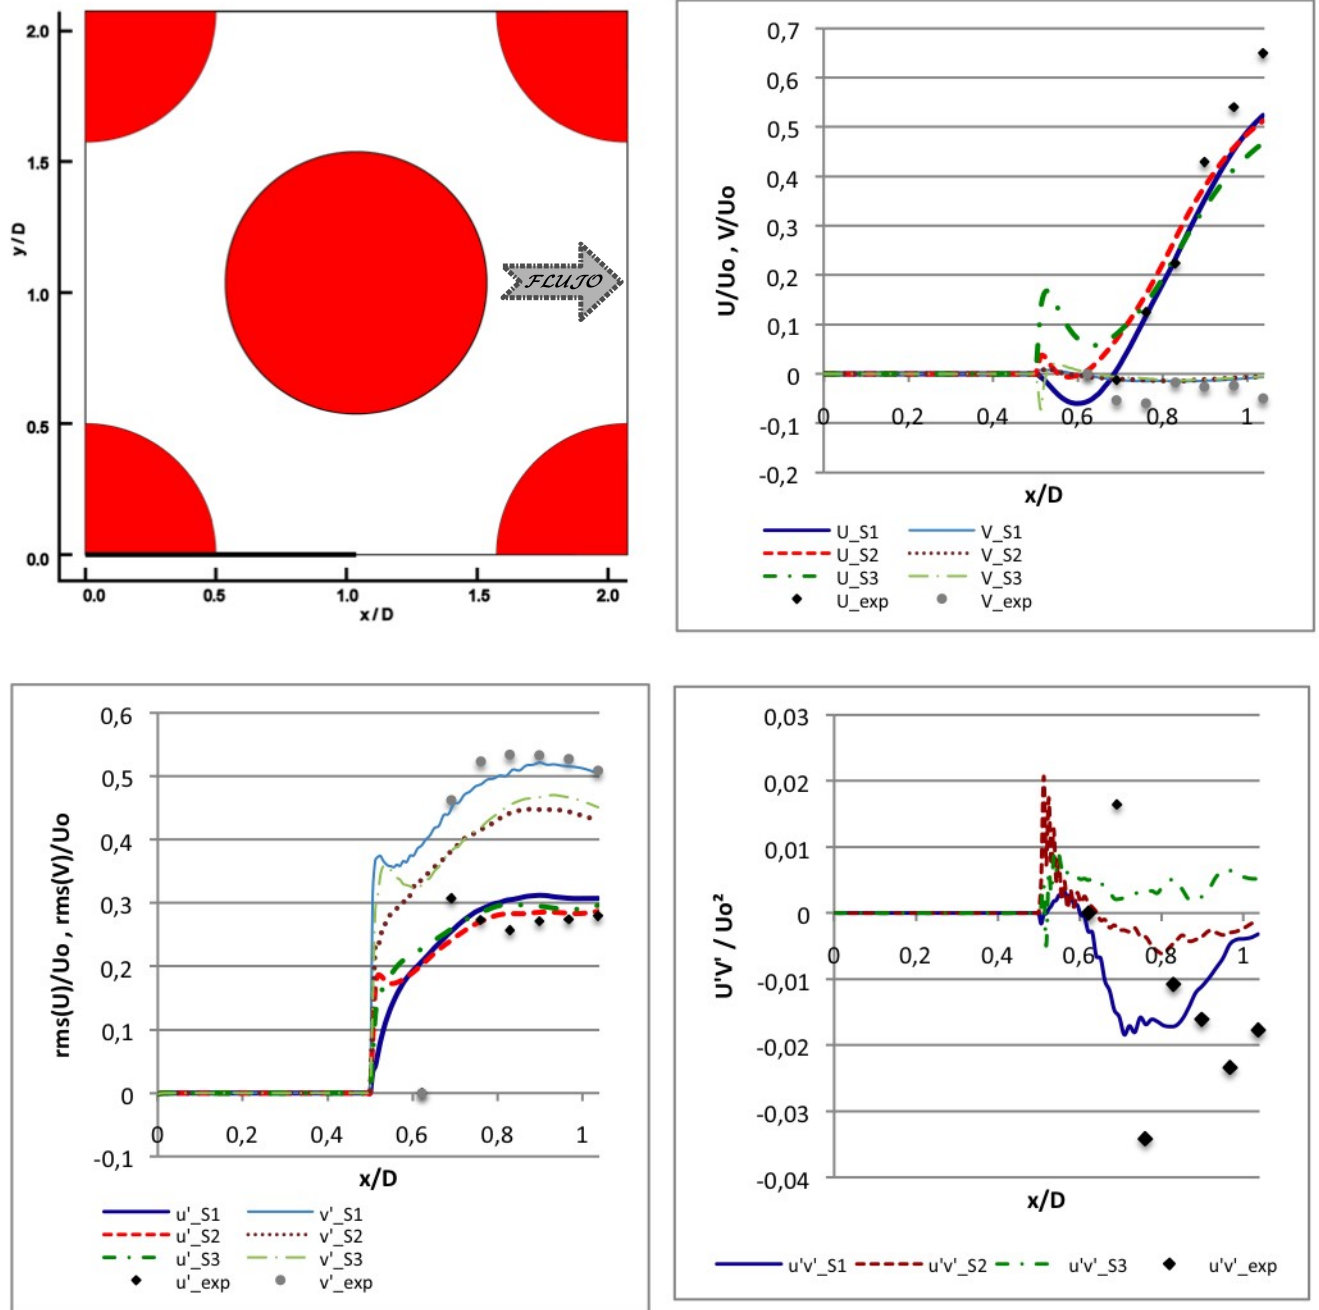 2.0
1.5
1.0
0.5
0.0
y/D
FLUJO
0.0 0.5 1.0 1.5 2.0
x/D
0,7
0,6
0,5
0,4
0,3
0,2
0,1
0
-0,1
-0,2
U/Uo , V/Uo
0 0,2 0,4 0,6 0,8 1
x/D
U_S1 V_S1
U_S2 V_S2
U_S3 V_S3
U_exp V_exp
0,6
0,5
0,4
0,3
0,2
0,1
0
-0,1
rms(U)/Uo , rms(V)/Uo
0 0,2 0,4 0,6 0,8 1
x/D
u'_S1 v'_S1
u'_S2 v'_S2
u'_S3 v'_S3
u'_exp v'_exp
0,03
0,02
0,01
0
-0,01
-0,02
-0,03
-0,04
U'V' / Uo²
0 0,2 0,4 0,6 0,8 1
x/D
u'v'_S1 u'v'_S2 u'v'_S3 u'v'_exp